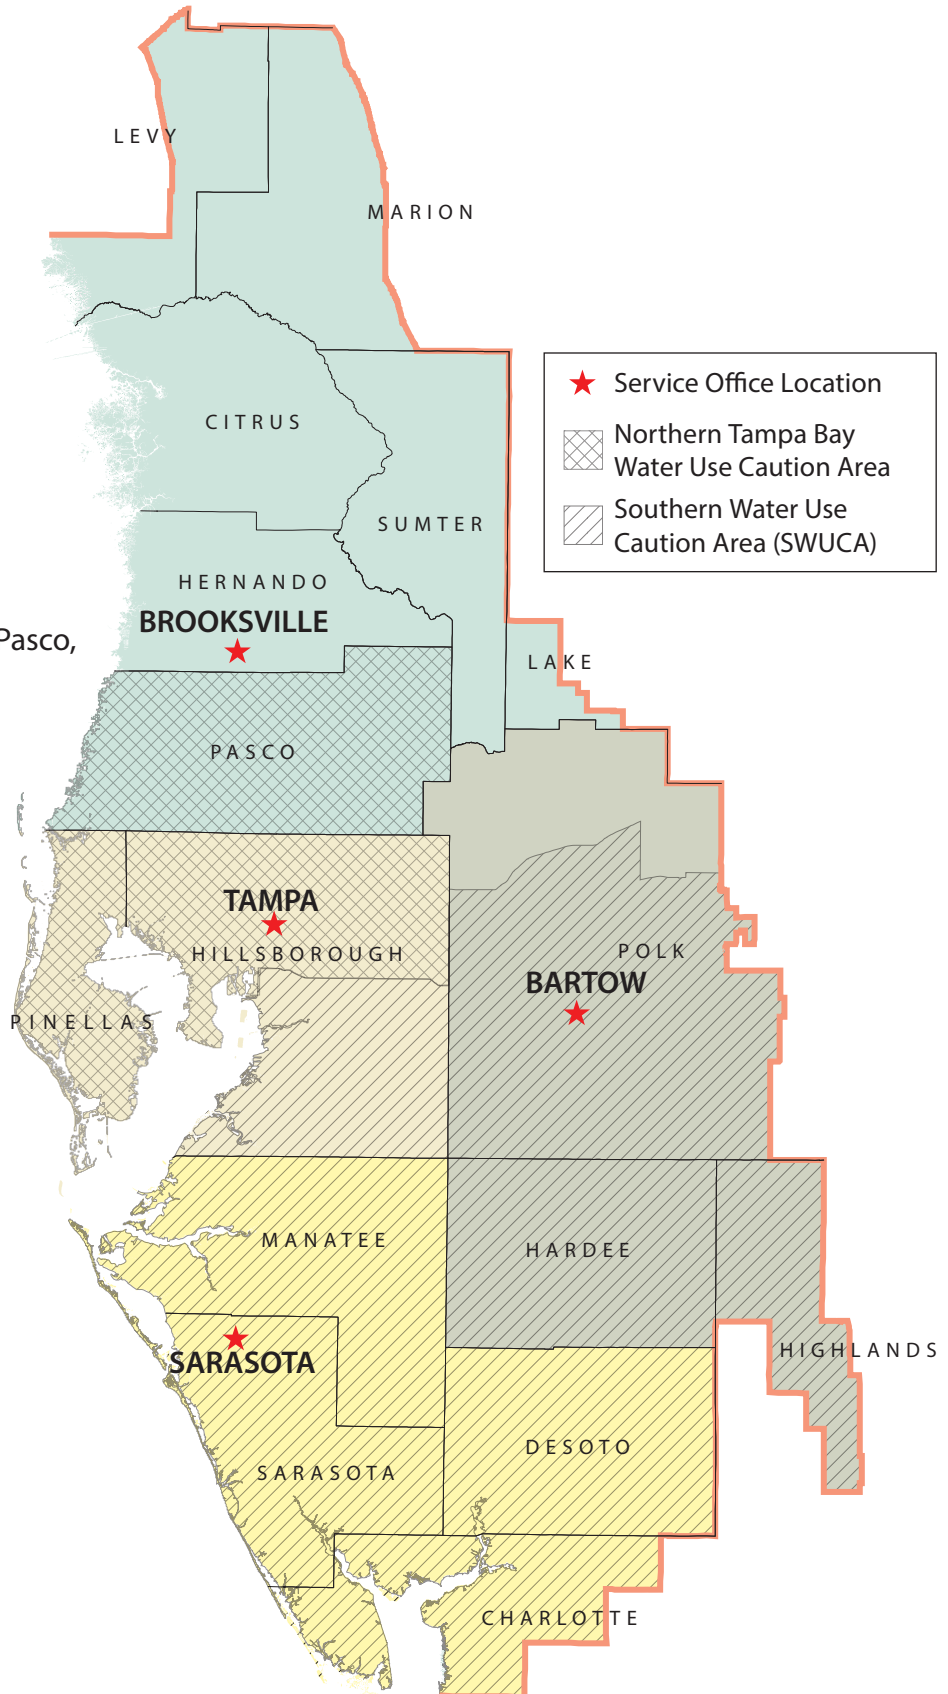 LEVY
MARION
Service Office Location
Northern Tampa Bay
Water Use Caution Area
Southern Water Use
Caution Area (SWUCA)
CITRUS
SUMTER
HERNANDO
BROOKSVILLE
Pasco,
LAKE
PASCO
TAMPA
HILLSBOROUGH
POLK
BARTOW
PINELLAS
MANATEE
HARDEE
SARASOTA
HIGHLANDS
DESOTO
SARASOTA
CHARLOTTE